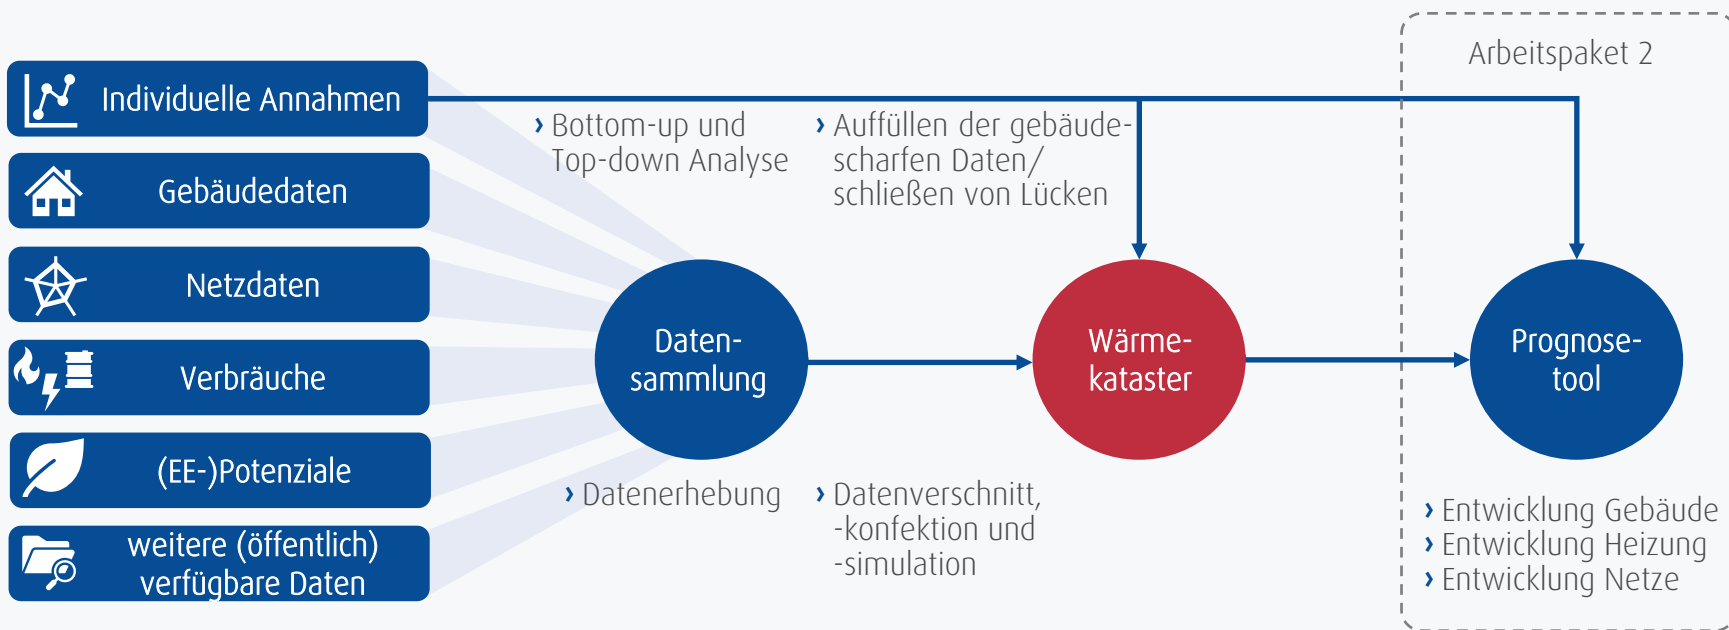 Arbeitspaket 2
Individuelle Annahmen
Gebäudedaten
Netzdaten
Verbräuche
(EE-)Potenziale
weitere (öffentlich)
verfügbare Daten
› Bottom-up und
Top-down Analyse
› Auffüllen der gebäude-
scharfen Daten/
schließen von Lücken
Daten-
sammlung
Wärme-
kataster
Prognose-
tool
› Datenerhebung
› Datenverschnitt,
-konfektion und
-simulation
› Entwicklung Gebäude
› Entwicklung Heizung
› Entwicklung Netze